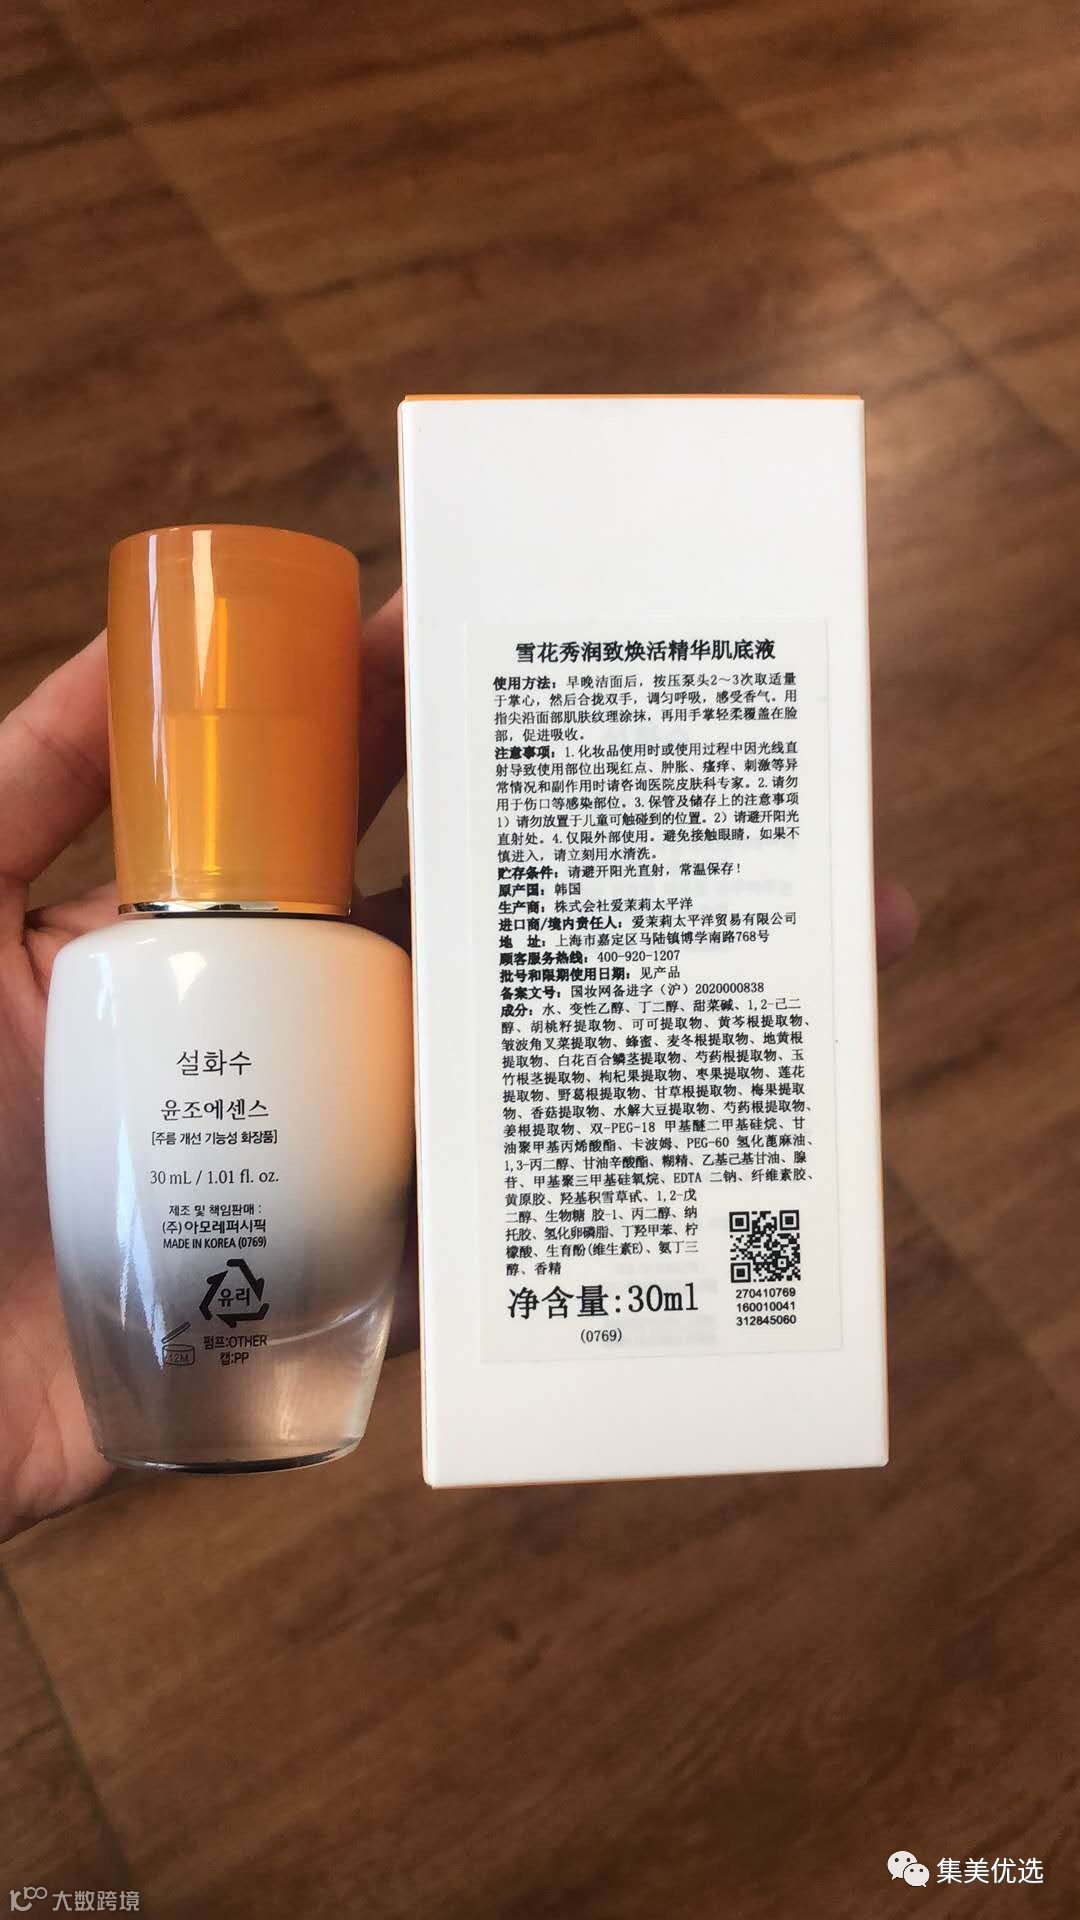 설화수
윤조에센스
[주름 개선 기능성 화장품]
30 mL / 1.01 fl. oz.
제조 및 책임판매 :
(주)아모레퍼시픽
MADE IN KOREA (0769)
유리
펌프:OTHER
캡:PP
12M
雪花秀润致焕活精华肌底液
使用方法：早晚洁面后，按压泵头2～3次取适量
于掌心，然后合拢双手，调匀呼吸，感受香气。用
指尖沿面部肌肤纹理涂抹，再用手掌轻柔覆盖在脸
部，促进吸收。
注意事项：1.化妆品使用时或使用过程中因光线直
射导致使用部位出现红点、肿胀、瘙痒、刺激等异
常情况和副作用时请咨询医院皮肤科专家。2.请勿
用于伤口等感染部位。3.保管及储存上的注意事项
1）请勿放置于儿童可触碰到的位置。2）请避开阳光
直射处。4.仅限外部使用。避免接触眼睛，如果不
慎进入，请立刻用水清洗。
贮存条件：请避开阳光直射，常温保存！
原产国：韩国
生产商：株式会社爱茉莉太平洋
进口商/境内责任人：爱茉莉太平洋贸易有限公司
地 址：上海市嘉定区马陆镇博学南路768号
顾客服务热线：400-920-1207
批号和限期使用日期：见产品
备案文号：国妆网备进字（沪）2020000838
成分：水、变性乙醇、丁二醇、甜菜碱、1,2-己二
醇、胡桃籽提取物、可可提取物、黄芩根提取物、
皱波角叉菜提取物、蜂蜜、麦冬根提取物、地黄根
提取物、白花百合鳞茎提取物、芍药根提取物、玉
竹根茎提取物、枸杞果提取物、枣果提取物、莲花
提取物、野葛根提取物、甘草根提取物、梅果提取
物、香菇提取物、水解大豆提取物、芍药根提取物、
姜根提取物、双-PEG-18 甲基醚二甲基硅烷、甘
油聚甲基丙烯酸酯、卡波姆、PEG-60 氢化蓖麻油、
1,3-丙二醇、甘油辛酸酯、糊精、乙基己基甘油、腺
苷、甲基聚三甲基硅氧烷、EDTA 二钠、纤维素胶、
黄原胶、羟基积雪草甙、1,2-戊
二醇、生物糖 胶-1、丙二醇、纳
托胶、氢化卵磷脂、丁羟甲苯、柠
檬酸、生育酚(维生素E)、氨丁三
醇、香精
净含量:30ml
(0769)
270410769
160010041
312845060
集美优选
大数跨境